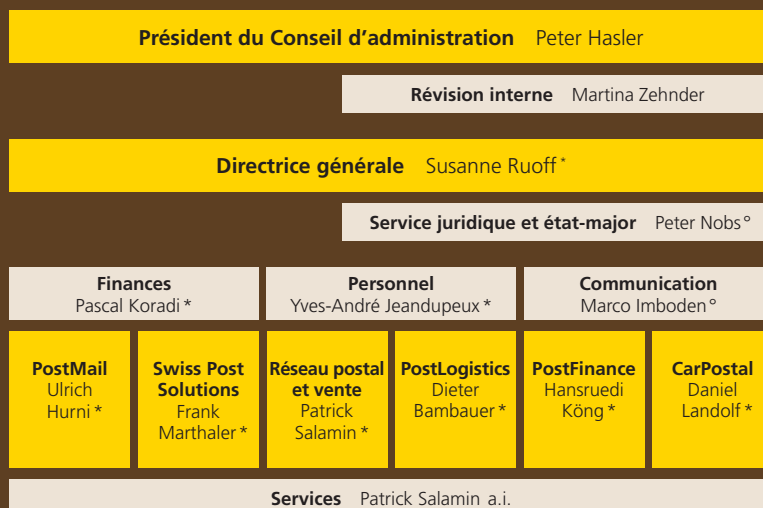 Président du Conseil d’administration Peter Hasler
Révision interne Martina Zehnder
Directrice générale Susanne Ruoff *
Service juridique et état-major Peter Nobs °
Finances
Pascal Koradi *
Personnel
Yves-André Jeandupeux *
Communication
Marco Imboden °
PostMail
Ulrich
Hurni *
Swiss Post
Solutions
Frank
Marthaler *
Réseau postal
et vente
Patrick
Salamin *
PostLogistics
Dieter
Bambauer *
PostFinance
Hansruedi
Köng *
CarPostal
Daniel
Landolf *
Services Patrick Salamin a.i.